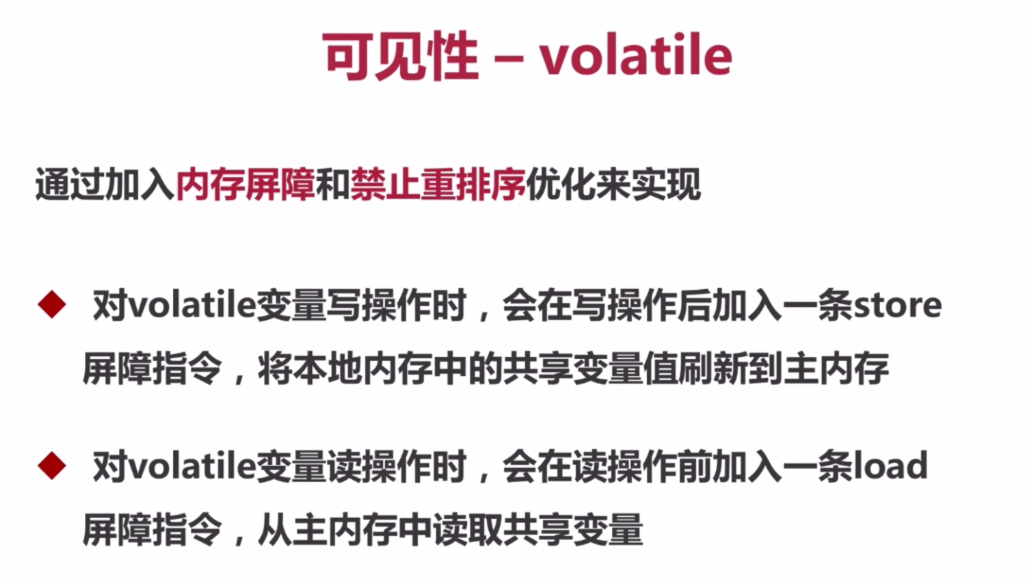 可见性 – volatile
通过加入内存屏障和禁止重排序优化来实现
对volatile变量写操作时，会在写操作后加入一条store
屏障指令，将本地内存中的共享变量值刷新到主内存
对volatile变量读操作时，会在读操作前加入一条load
屏障指令，从主内存中读取共享变量